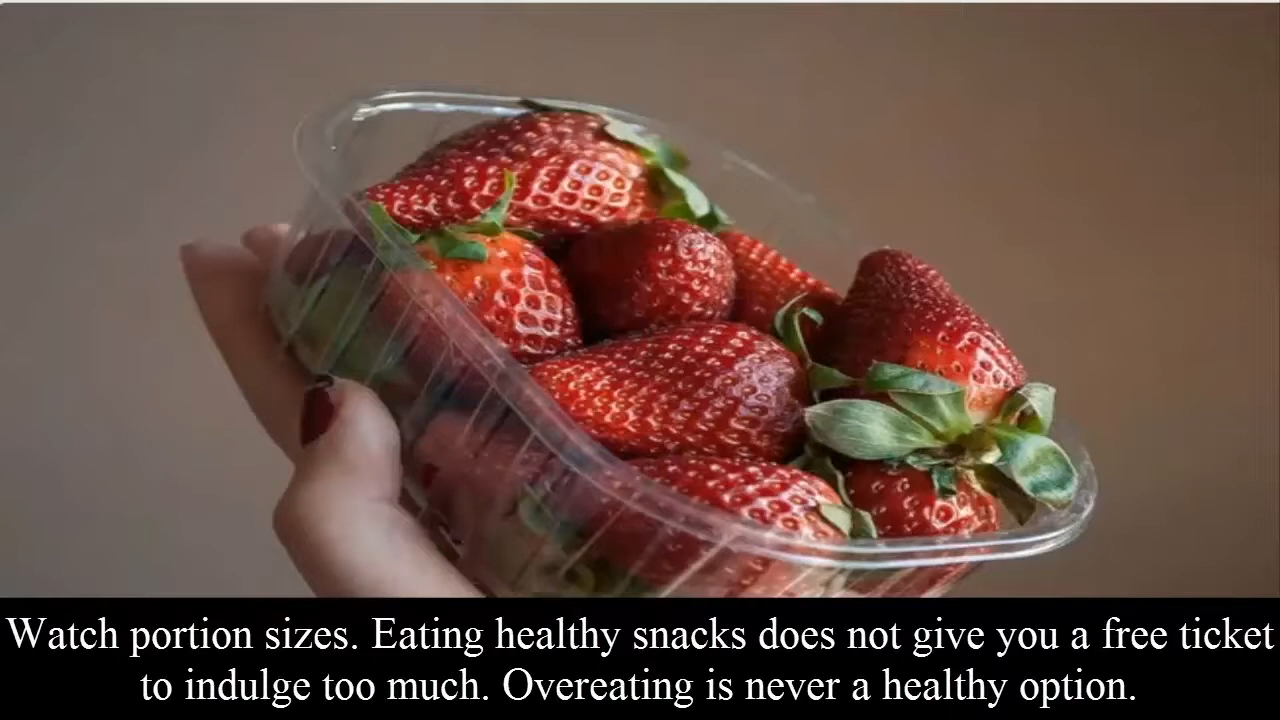 Watch portion sizes. Eating healthy snacks does not give you a free ticket
to indulge too much. Overeating is never a healthy option.